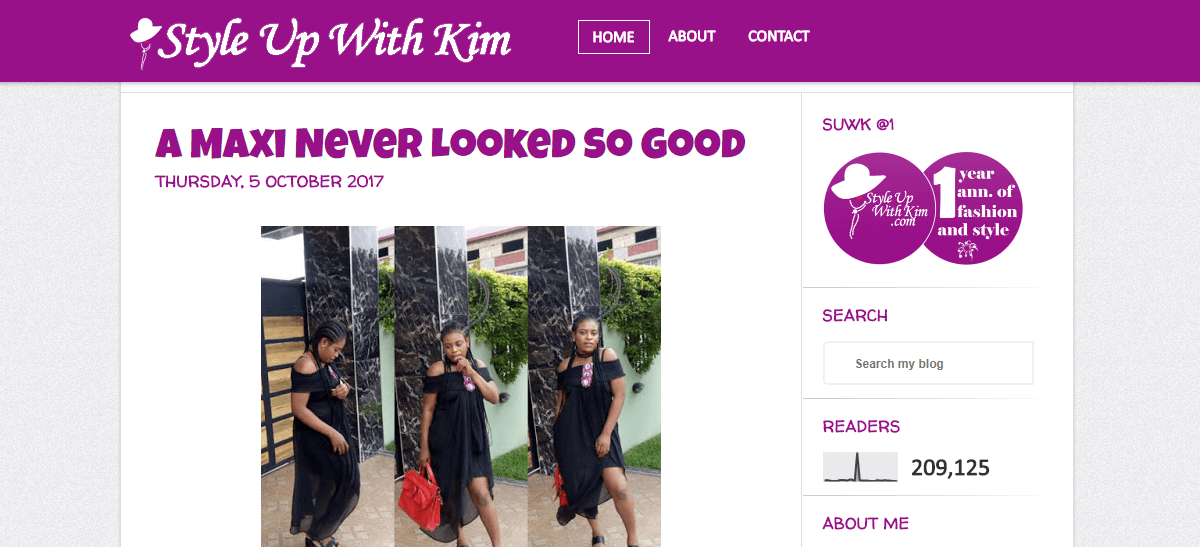 Style Up With Kim
HOME
ABOUT
CONTACT
A Maxi Never Looked So Good
THURSDAY, 5 OCTOBER 2017
SUWK @1
Style Up
With Kim
.com
1 year
ann. of
fashion
and style
SEARCH
Search my blog
READERS
209,125
ABOUT ME